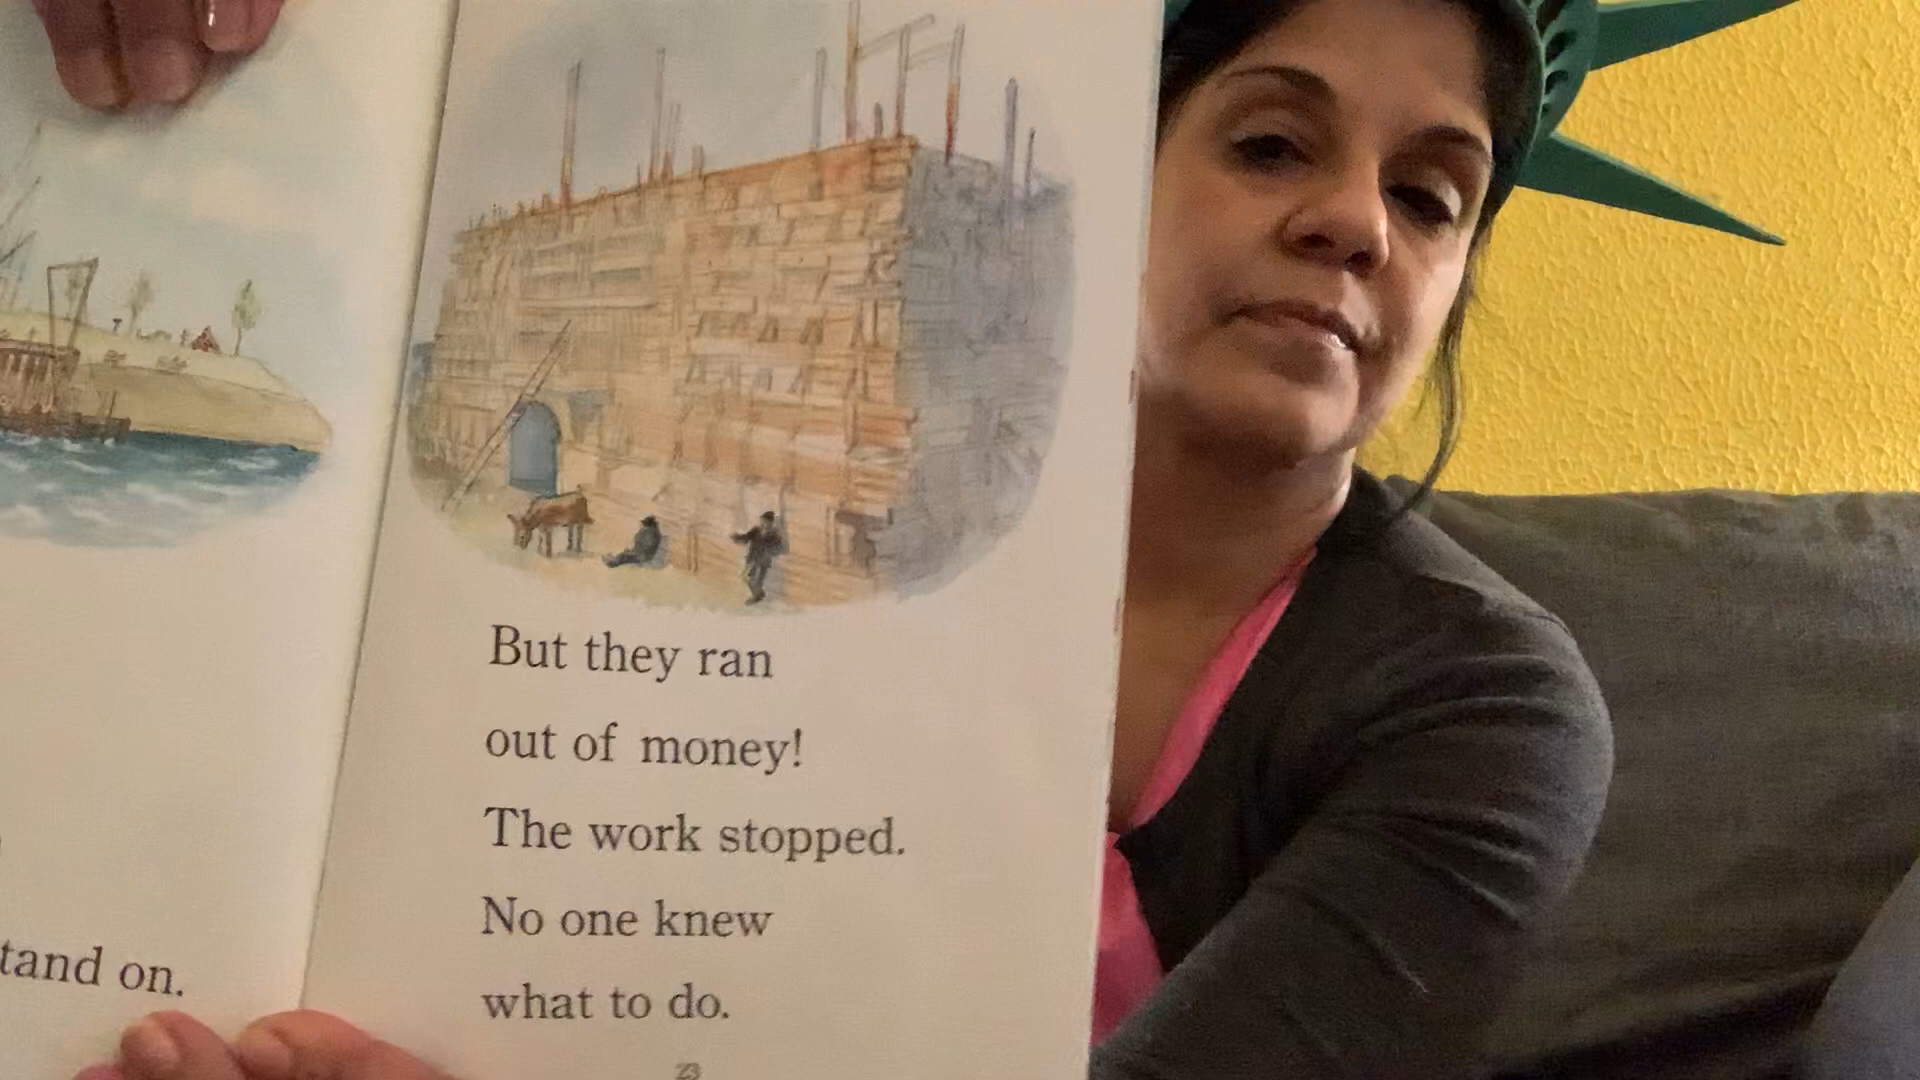 tand on.
But they ran
out of money!
The work stopped.
No one knew
what to do.
23